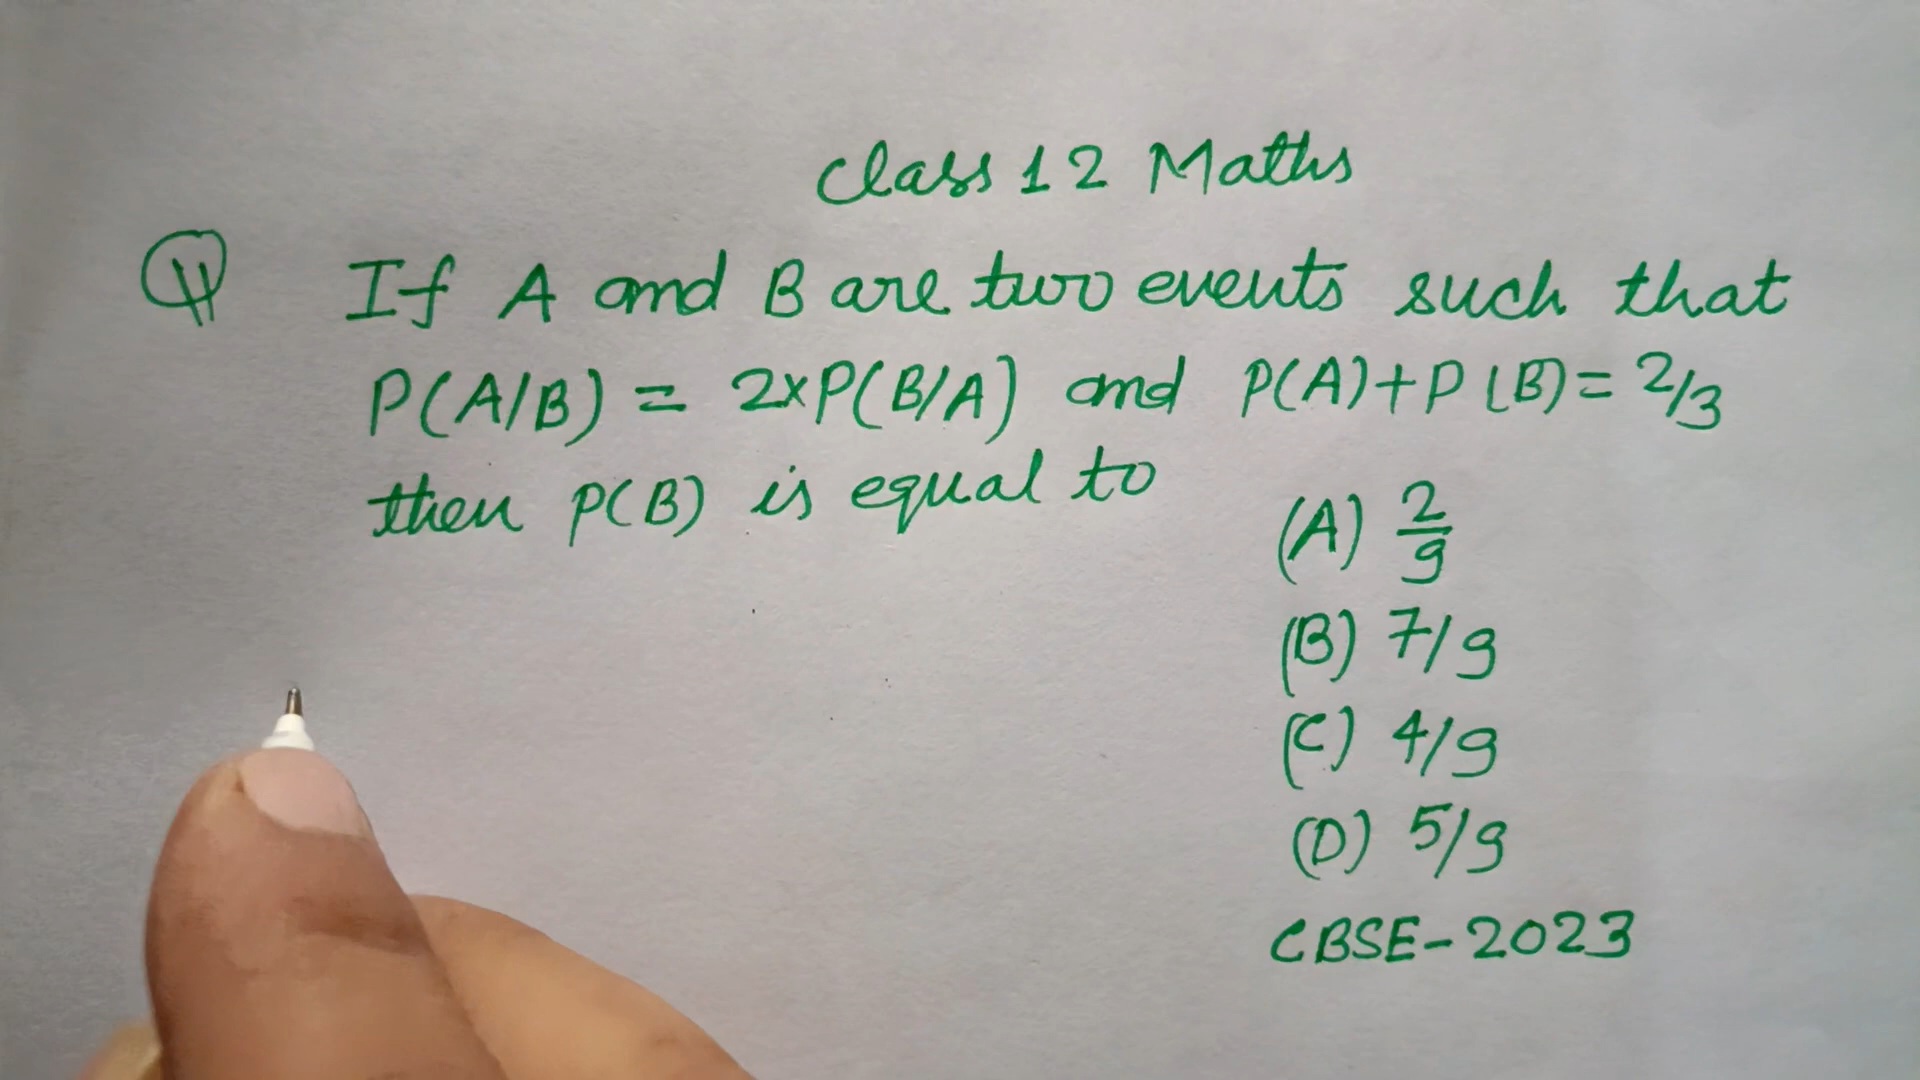 Class 12 Maths
Q If A and B are two events such that
P(A/B) = 2xP(B/A) and P(A)+P(B)= 2/3
then P(B) is equal to
(A) 2/9
(B) 7/9
(C) 4/9
(D) 5/9
CBSE-2023